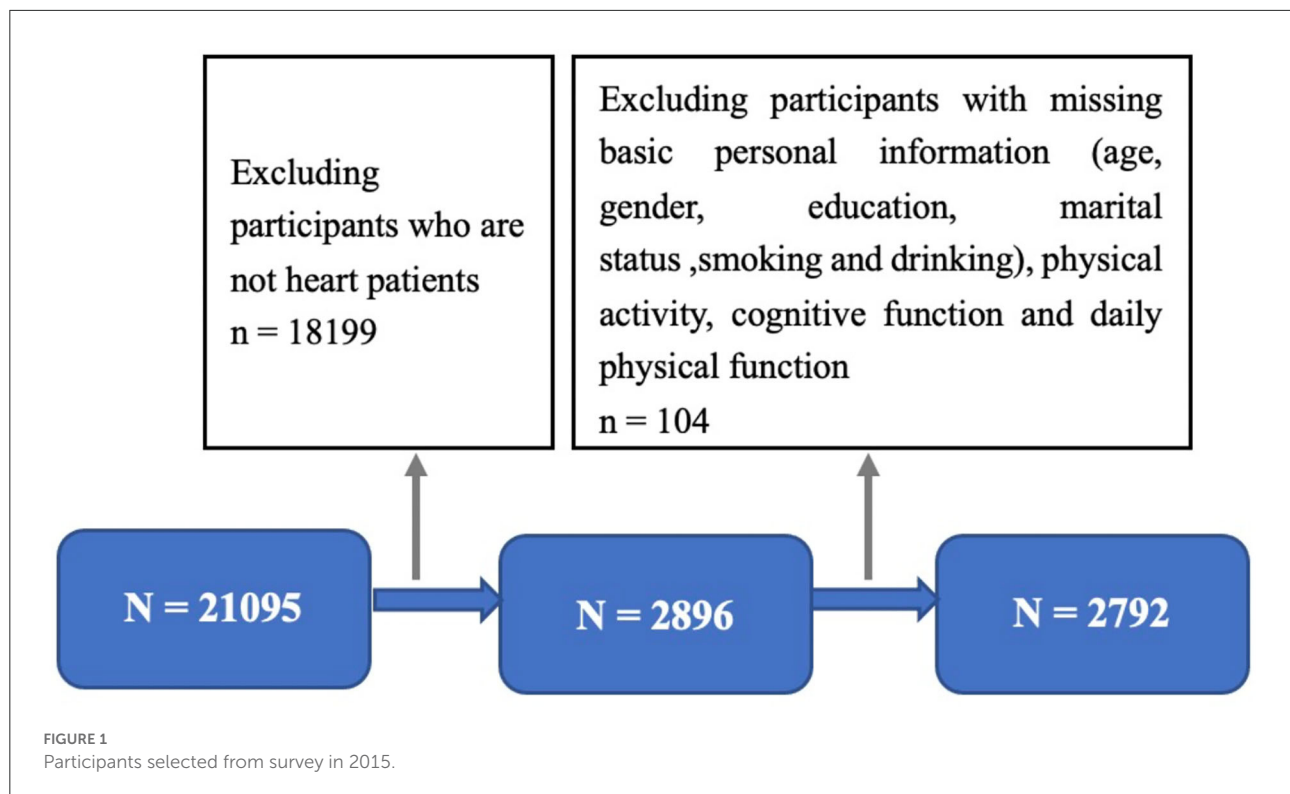 Excluding
participants who are
not heart patients
n = 18199
Excluding participants with missing
basic personal information (age,
gender, education, marital
status ,smoking and drinking), physical
activity, cognitive function and daily
physical function
n = 104
N = 21095
N = 2896
N = 2792
FIGURE 1
Participants selected from survey in 2015.